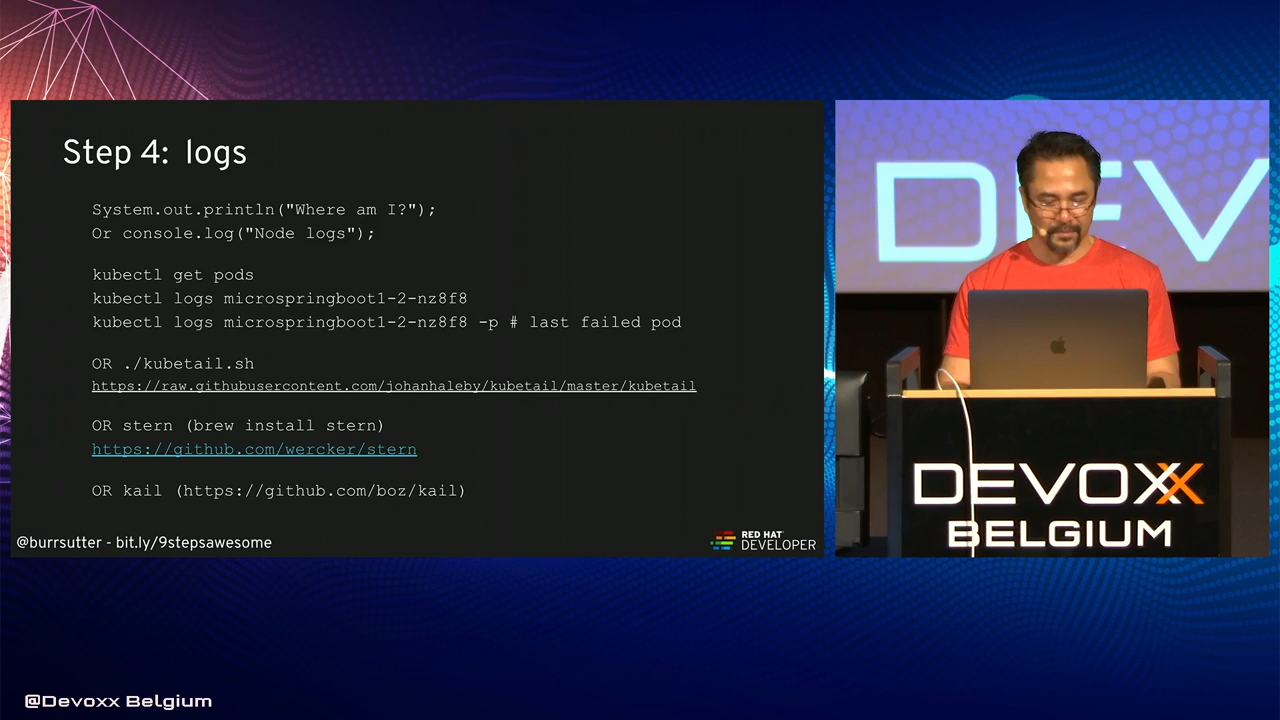 Step 4: logs
System.out.println("Where am I?");
Or console.log("Node logs");
kubectl get pods
kubectl logs microspringboot1-2-nz8f8
kubectl logs microspringboot1-2-nz8f8 -p # last failed pod
OR ./kubetail.sh
https://raw.githubusercontent.com/johanhaleby/kubetail/master/kubetail
OR stern (brew install stern)
https://github.com/wercker/stern
OR kail (https://github.com/boz/kail)
@burrsutter - bit.ly/9stepsawesome
RED HAT
DEVELOPER
DEV
DEVOXX
BELGIUM
@Devoxx Belgium